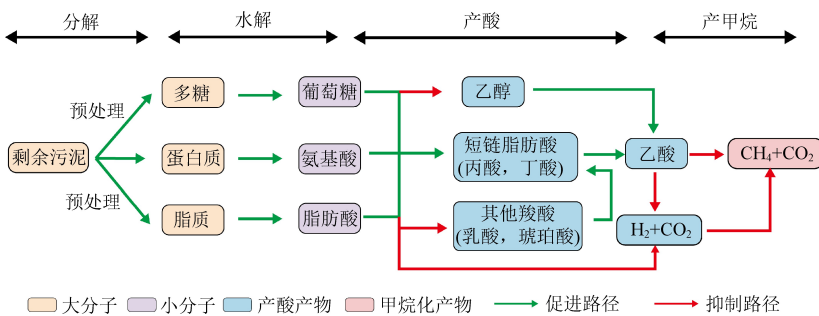 分解
水解
产酸
产甲烷
多糖
葡萄糖
乙醇
预处理
剩余污泥
蛋白质
氨基酸
短链脂肪酸
(丙酸，丁酸)
乙酸
CH₄+CO₂
预处理
脂质
脂肪酸
其他羧酸
(乳酸，琥珀酸)
H₂+CO₂
大分子
小分子
产酸产物
甲烷化产物
促进路径
抑制路径